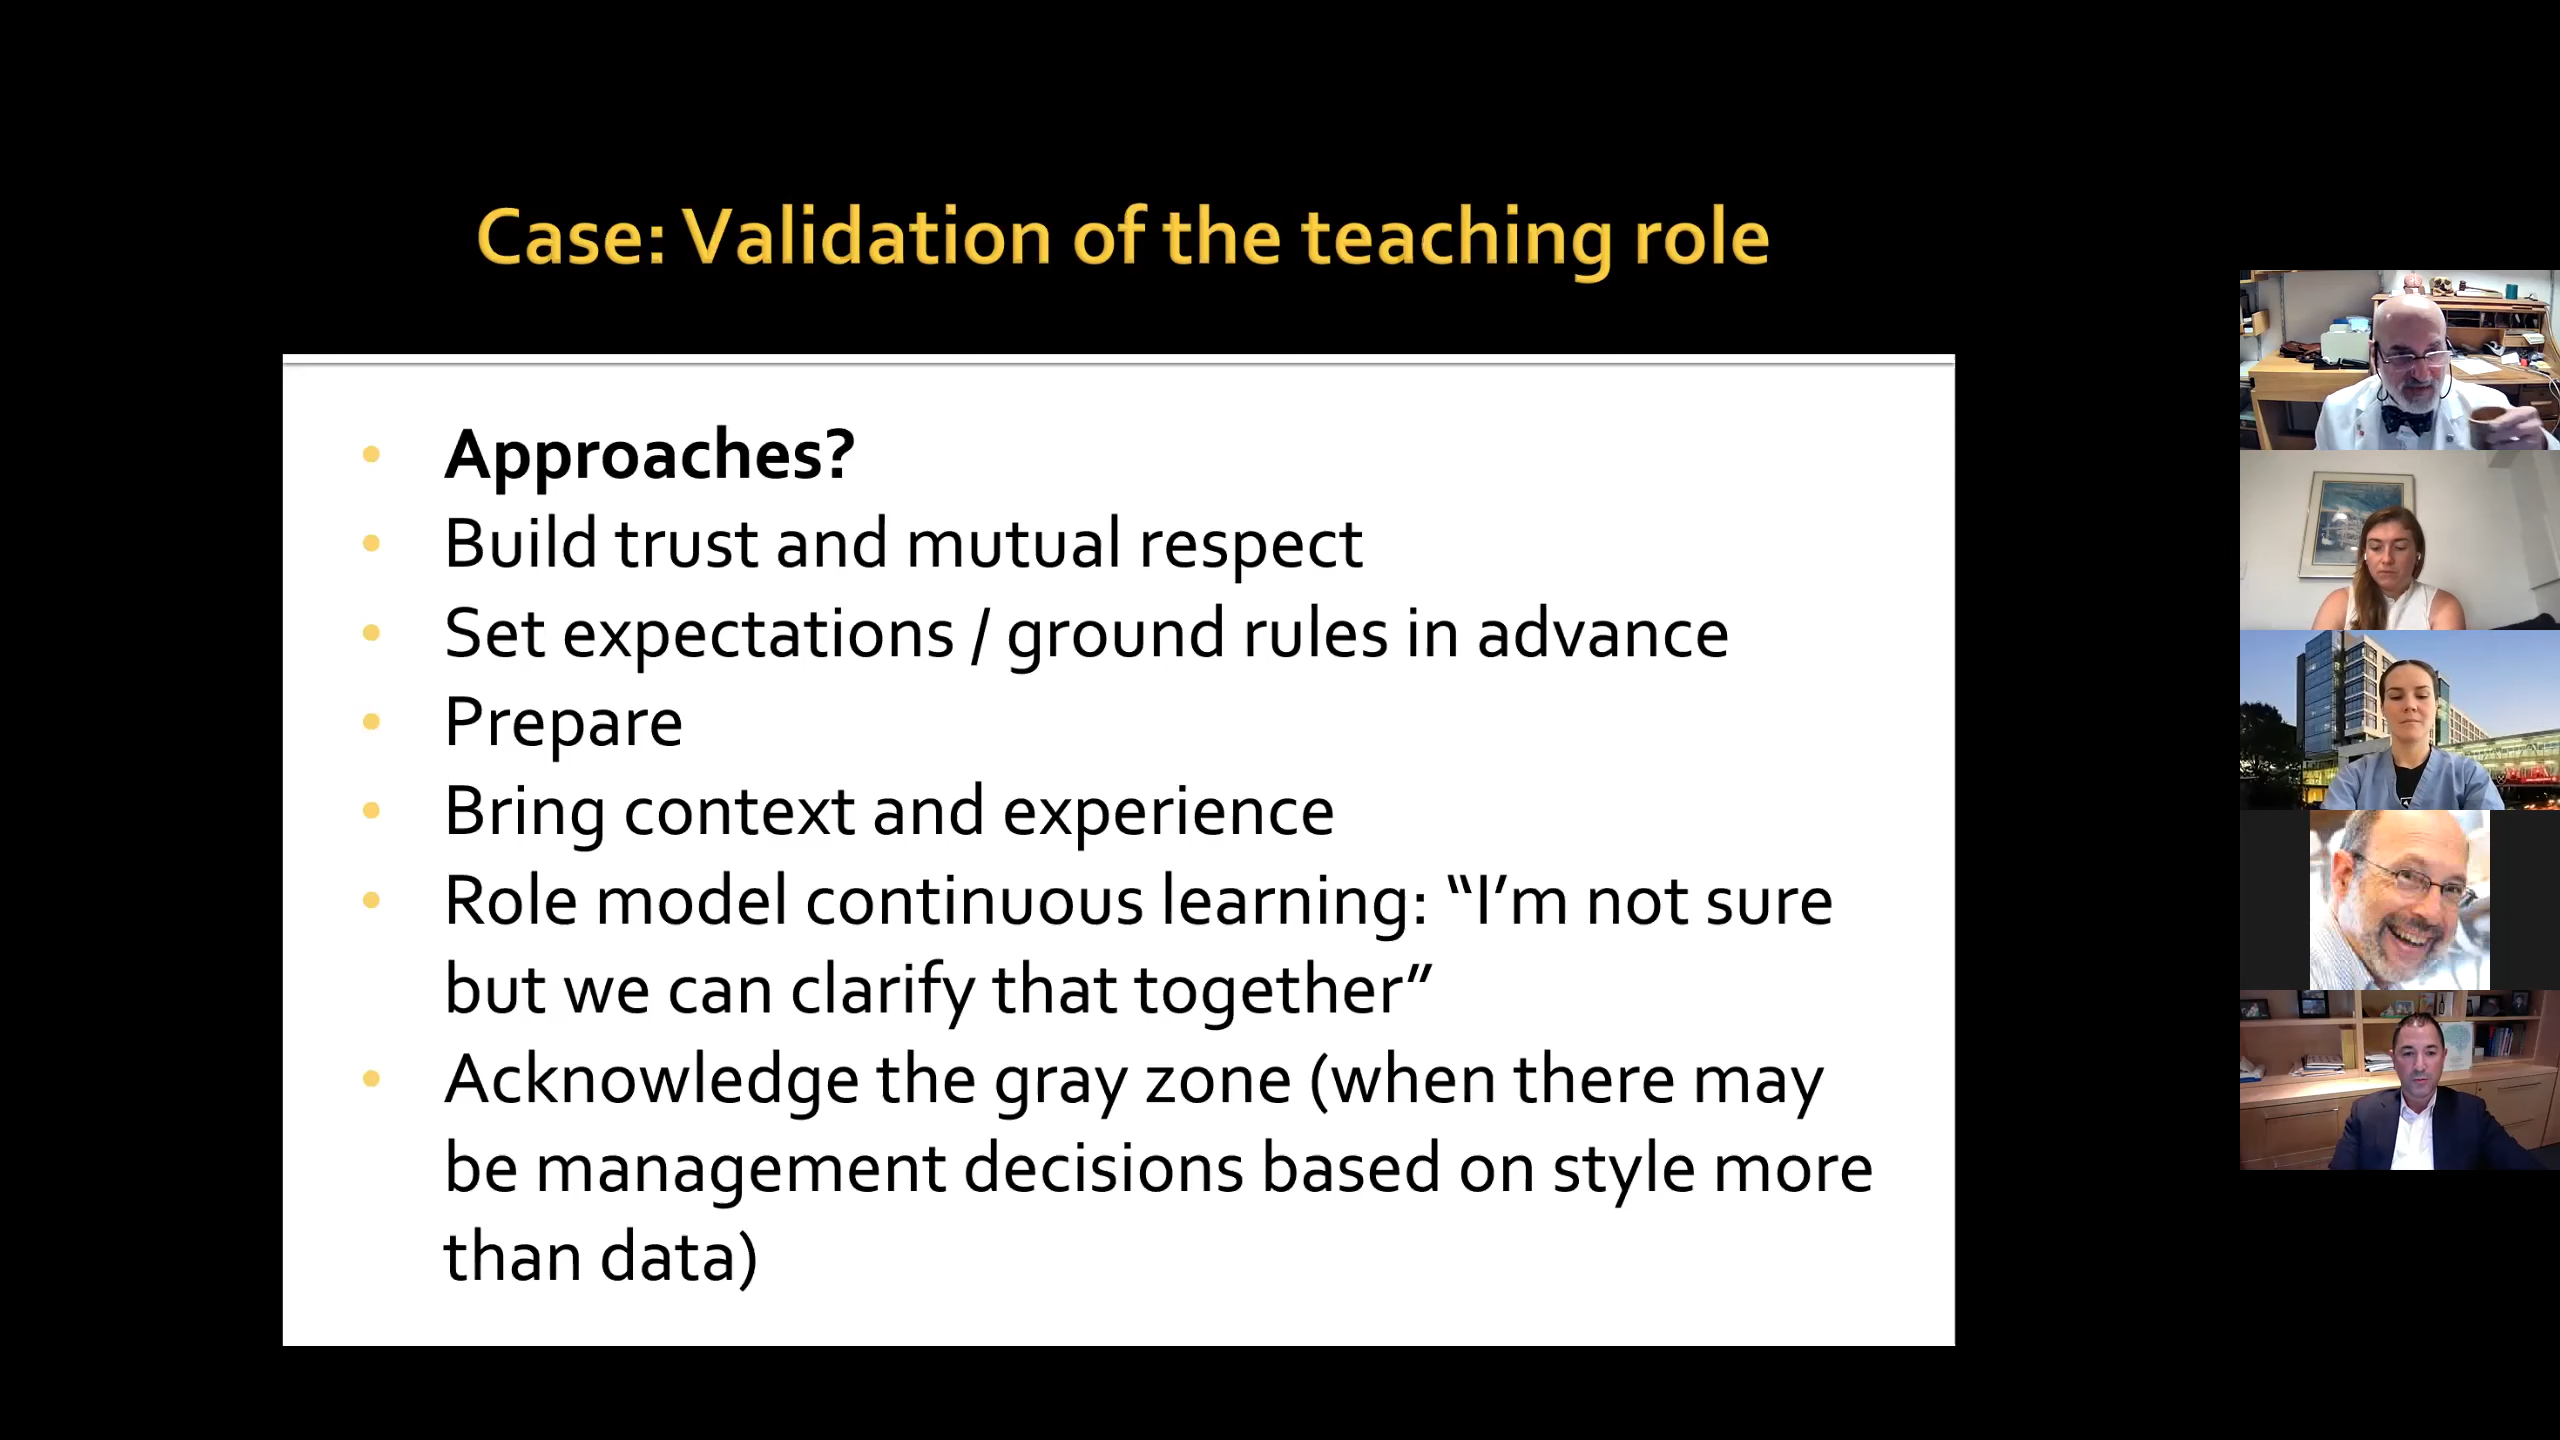 Case: Validation of the teaching role
• Approaches?
• Build trust and mutual respect
• Set expectations / ground rules in advance
• Prepare
• Bring context and experience
• Role model continuous learning: “I’m not sure
but we can clarify that together”
• Acknowledge the gray zone (when there may
be management decisions based on style more
than data)